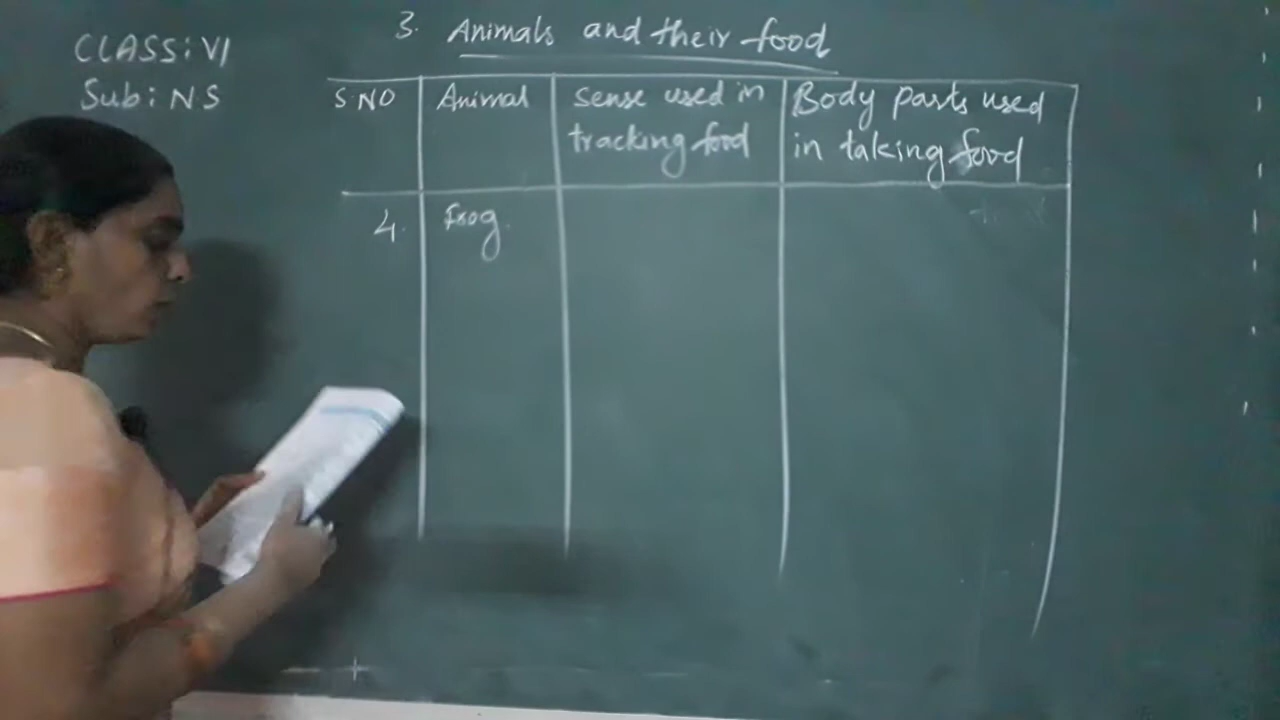 CLASS: VI
Sub: NS
3. Animals and their food
S NO
Animal
Sense used in
tracking food
Body parts used
in taking food
4.
Frog.